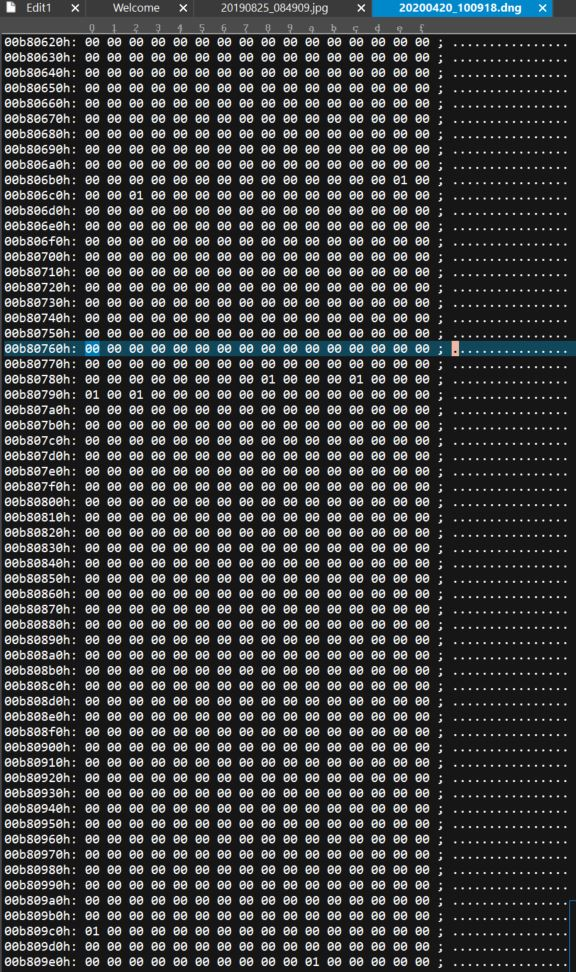 Edit1 × Welcome × 20190825_084909.jpg × 20200420_100918.dng ×
0 1 2 3 4 5 6 7 8 9 a b c d e f
00b80620h: 00 00 00 00 00 00 00 00 00 00 00 00 00 00 00 00 ; ................
00b80630h: 00 00 00 00 00 00 00 00 00 00 00 00 00 00 00 00 ; ................
00b80640h: 00 00 00 00 00 00 00 00 00 00 00 00 00 00 00 00 ; ................
00b80650h: 00 00 00 00 00 00 00 00 00 00 00 00 00 00 00 00 ; ................
00b80660h: 00 00 00 00 00 00 00 00 00 00 00 00 00 00 00 00 ; ................
00b80670h: 00 00 00 00 00 00 00 00 00 00 00 00 00 00 00 00 ; ................
00b80680h: 00 00 00 00 00 00 00 00 00 00 00 00 00 00 00 00 ; ................
00b80690h: 00 00 00 00 00 00 00 00 00 00 00 00 00 00 00 00 ; ................
00b806a0h: 00 00 00 00 00 00 00 00 00 00 00 00 00 00 00 00 ; ................
00b806b0h: 00 00 00 00 00 00 00 00 00 00 00 00 00 00 01 00 ; ................
00b806c0h: 00 00 01 00 00 00 00 00 00 00 00 00 00 00 00 00 ; ................
00b806d0h: 00 00 00 00 00 00 00 00 00 00 00 00 00 00 00 00 ; ................
00b806e0h: 00 00 00 00 00 00 00 00 00 00 00 00 00 00 00 00 ; ................
00b806f0h: 00 00 00 00 00 00 00 00 00 00 00 00 00 00 00 00 ; ................
00b80700h: 00 00 00 00 00 00 00 00 00 00 00 00 00 00 00 00 ; ................
00b80710h: 00 00 00 00 00 00 00 00 00 00 00 00 00 00 00 00 ; ................
00b80720h: 00 00 00 00 00 00 00 00 00 00 00 00 00 00 00 00 ; ................
00b80730h: 00 00 00 00 00 00 00 00 00 00 00 00 00 00 00 00 ; ................
00b80740h: 00 00 00 00 00 00 00 00 00 00 00 00 00 00 00 00 ; ................
00b80750h: 00 00 00 00 00 00 00 00 00 00 00 00 00 00 00 00 ; ................
00b80760h: 00 00 00 00 00 00 00 00 00 00 00 00 00 00 00 00 ; ................
00b80770h: 00 00 00 00 00 00 00 00 00 00 00 00 00 00 00 00 ; ................
00b80780h: 00 00 00 00 00 00 00 00 01 00 00 00 01 00 00 00 ; ................
00b80790h: 01 00 01 00 00 00 00 00 00 00 00 00 00 00 00 00 ; ................
00b807a0h: 00 00 00 00 00 00 00 00 00 00 00 00 00 00 00 00 ; ................
00b807b0h: 00 00 00 00 00 00 00 00 00 00 00 00 00 00 00 00 ; ................
00b807c0h: 00 00 00 00 00 00 00 00 00 00 00 00 00 00 00 00 ; ................
00b807d0h: 00 00 00 00 00 00 00 00 00 00 00 00 00 00 00 00 ; ................
00b807e0h: 00 00 00 00 00 00 00 00 00 00 00 00 00 00 00 00 ; ................
00b807f0h: 00 00 00 00 00 00 00 00 00 00 00 00 00 00 00 00 ; ................
00b80800h: 00 00 00 00 00 00 00 00 00 00 00 00 00 00 00 00 ; ................
00b80810h: 00 00 00 00 00 00 00 00 00 00 00 00 00 00 00 00 ; ................
00b80820h: 00 00 00 00 00 00 00 00 00 00 00 00 00 00 00 00 ; ................
00b80830h: 00 00 00 00 00 00 00 00 00 00 00 00 00 00 00 00 ; ................
00b80840h: 00 00 00 00 00 00 00 00 00 00 00 00 00 00 00 00 ; ................
00b80850h: 00 00 00 00 00 00 00 00 00 00 00 00 00 00 00 00 ; ................
00b80860h: 00 00 00 00 00 00 00 00 00 00 00 00 00 00 00 00 ; ................
00b80870h: 00 00 00 00 00 00 00 00 00 00 00 00 00 00 00 00 ; ................
00b80880h: 00 00 00 00 00 00 00 00 00 00 00 00 00 00 00 00 ; ................
00b80890h: 00 00 00 00 00 00 00 00 00 00 00 00 00 00 00 00 ; ................
00b808a0h: 00 00 00 00 00 00 00 00 00 00 00 00 00 00 00 00 ; ................
00b808b0h: 00 00 00 00 00 00 00 00 00 00 00 00 00 00 00 00 ; ................
00b808c0h: 00 00 00 00 00 00 00 00 00 00 00 00 00 00 00 00 ; ................
00b808d0h: 00 00 00 00 00 00 00 00 00 00 00 00 00 00 00 00 ; ................
00b808e0h: 00 00 00 00 00 00 00 00 00 00 00 00 00 00 00 00 ; ................
00b808f0h: 00 00 00 00 00 00 00 00 00 00 00 00 00 00 00 00 ; ................
00b80900h: 00 00 00 00 00 00 00 00 00 00 00 00 00 00 00 00 ; ................
00b80910h: 00 00 00 00 00 00 00 00 00 00 00 00 00 00 00 00 ; ................
00b80920h: 00 00 00 00 00 00 00 00 00 00 00 00 00 00 00 00 ; ................
00b80930h: 00 00 00 00 00 00 00 00 00 00 00 00 00 00 00 00 ; ................
00b80940h: 00 00 00 00 00 00 00 00 00 00 00 00 00 00 00 00 ; ................
00b80950h: 00 00 00 00 00 00 00 00 00 00 00 00 00 00 00 00 ; ................
00b80960h: 00 00 00 00 00 00 00 00 00 00 00 00 00 00 00 00 ; ................
00b80970h: 00 00 00 00 00 00 00 00 00 00 00 00 00 00 00 00 ; ................
00b80980h: 00 00 00 00 00 00 00 00 00 00 00 00 00 00 00 00 ; ................
00b80990h: 00 00 00 00 00 00 00 00 00 00 00 00 00 00 00 00 ; ................
00b809a0h: 00 00 00 00 00 00 00 00 00 00 00 00 00 00 00 00 ; ................
00b809b0h: 00 00 00 00 00 00 00 00 00 00 00 00 00 00 00 00 ; ................
00b809c0h: 01 00 00 00 00 00 00 00 00 00 00 00 00 00 00 00 ; ................
00b809d0h: 00 00 00 00 00 00 00 00 00 00 00 00 00 00 00 00 ; ................
00b809e0h: 00 00 00 00 00 00 00 00 00 00 01 00 00 00 00 00 ; ................